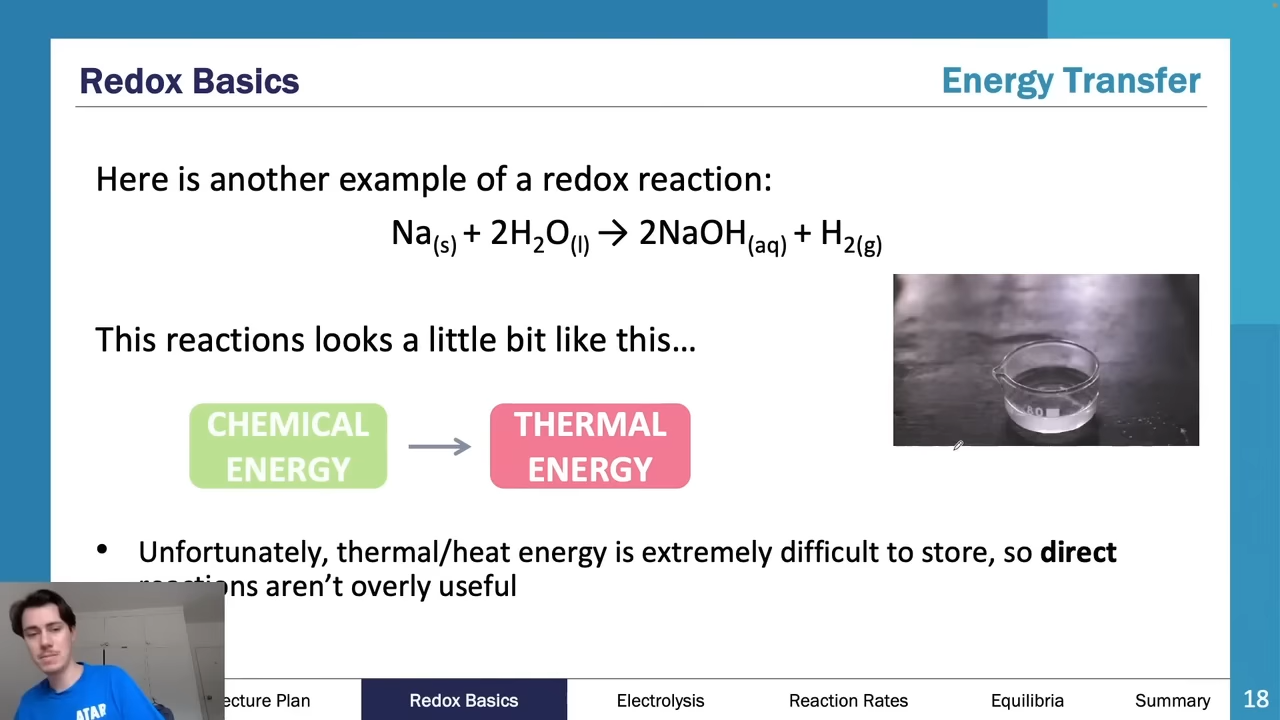 Redox Basics
Energy Transfer
Here is another example of a redox reaction:
Na(s) + 2H2O(l) → 2NaOH(aq) + H2(g)
This reactions looks a little bit like this...
CHEMICAL
ENERGY
THERMAL
ENERGY
80
• Unfortunately, thermal/heat energy is extremely difficult to store, so direct
reactions aren't overly useful
ATAR
ecture Plan
Redox Basics
Electrolysis
Reaction Rates
Equilibria
Summary
18